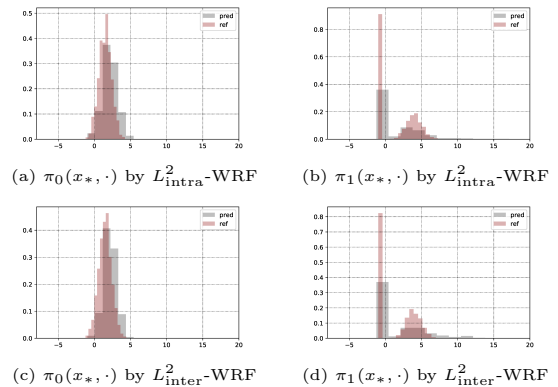 0.5
0.4
0.3
0.2
0.1
0.0
−5 0 5 10 15 20
pred
ref
0.8
0.6
0.4
0.2
0.0
−5 0 5 10 15 20
pred
ref
(a) π₀(x∗, ·) by L²intra-WRF
(b) π₁(x∗, ·) by L²intra-WRF
0.4
0.3
0.2
0.1
0.0
−5 0 5 10 15 20
pred
ref
0.8
0.7
0.6
0.5
0.4
0.3
0.2
0.1
0.0
−5 0 5 10 15 20
pred
ref
(c) π₀(x∗, ·) by L²inter-WRF
(d) π₁(x∗, ·) by L²inter-WRF